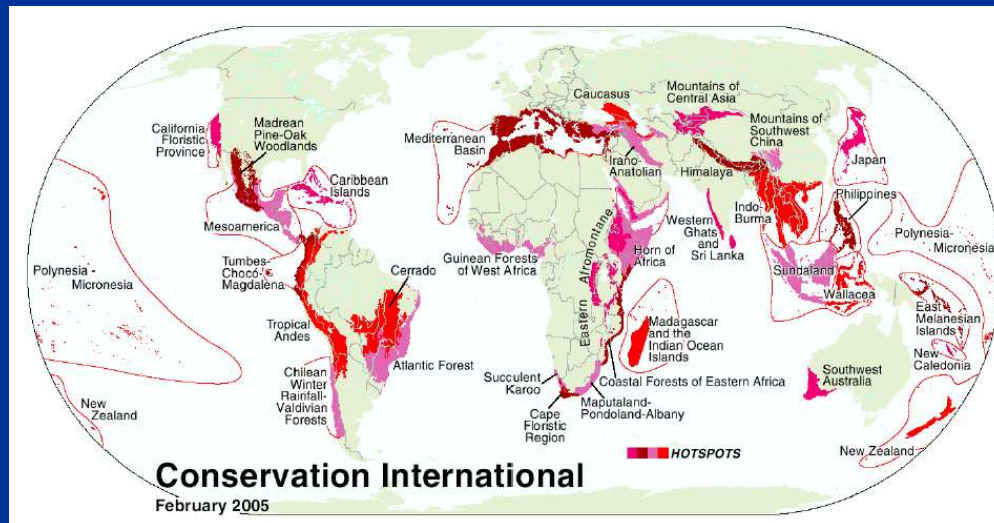 California
Floristic
Province
Madrean
Pine-Oak
Woodlands
Caribbean
Islands
Mesoamerica
Polynesia -
Micronesia
Tumbes-
Chocó-
Magdalena
Cerrado
Tropical
Andes
Atlantic Forest
Chilean
Winter
Rainfall-
Valdivian
Forests
New
Zealand
Mediterranean
Basin
Caucasus
Irano-
Anatolian
Mountains of
Central Asia
Mountains of
Southwest
China
Japan
Himalaya
Philippines
Indo-
Burma
Western
Ghats
and
Sri Lanka
Polynesia-
Micronesia
Guinean Forests
of West Africa
Eastern Afromontane
Horn of
Africa
Sundaland
Wallacea
East
Melanesian
Islands
New
Caledonia
Madagascar
and the
Indian Ocean
Islands
Coastal Forests of Eastern Africa
Succulent
Karoo
Cape
Floristic
Region
Maputaland-
Pondoland-Albany
Southwest
Australia
New Zealand
HOTSPOTS
Conservation International
February 2005